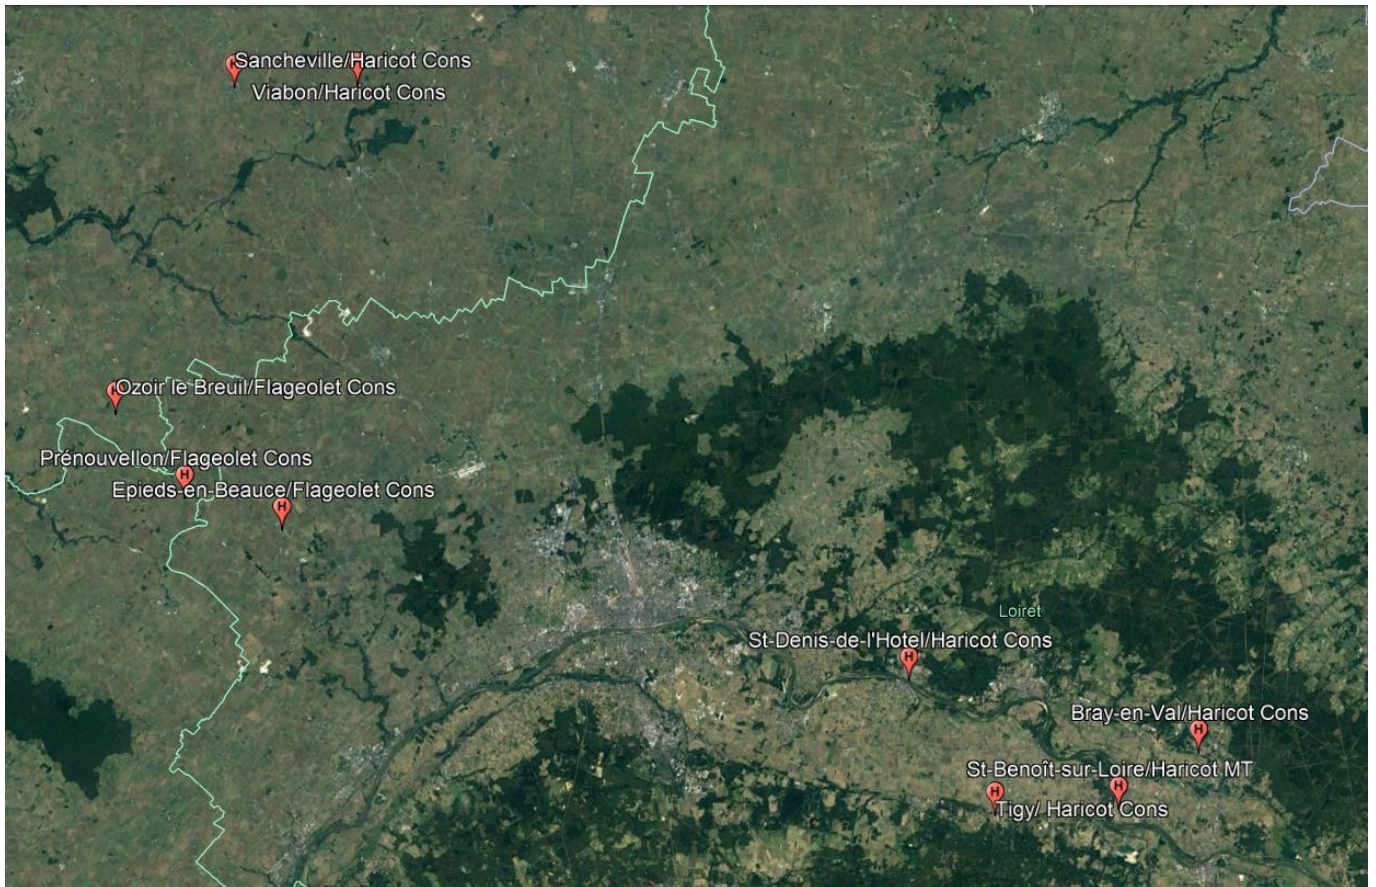 Sancheville/Haricot Cons
Viabon/Haricot Cons
Ozoir le Breuil/Flageolet Cons
Prénouvellon/Flageolet Cons
H
Epieds-en-Beauce/Flageolet Cons
H
Loiret
St-Denis-de-l'Hotel/Haricot Cons
H
Bray-en-Val/Haricot Cons
H
St-Benoît-sur-Loire/Haricot MT
H
H
Tigy/ Haricot Cons